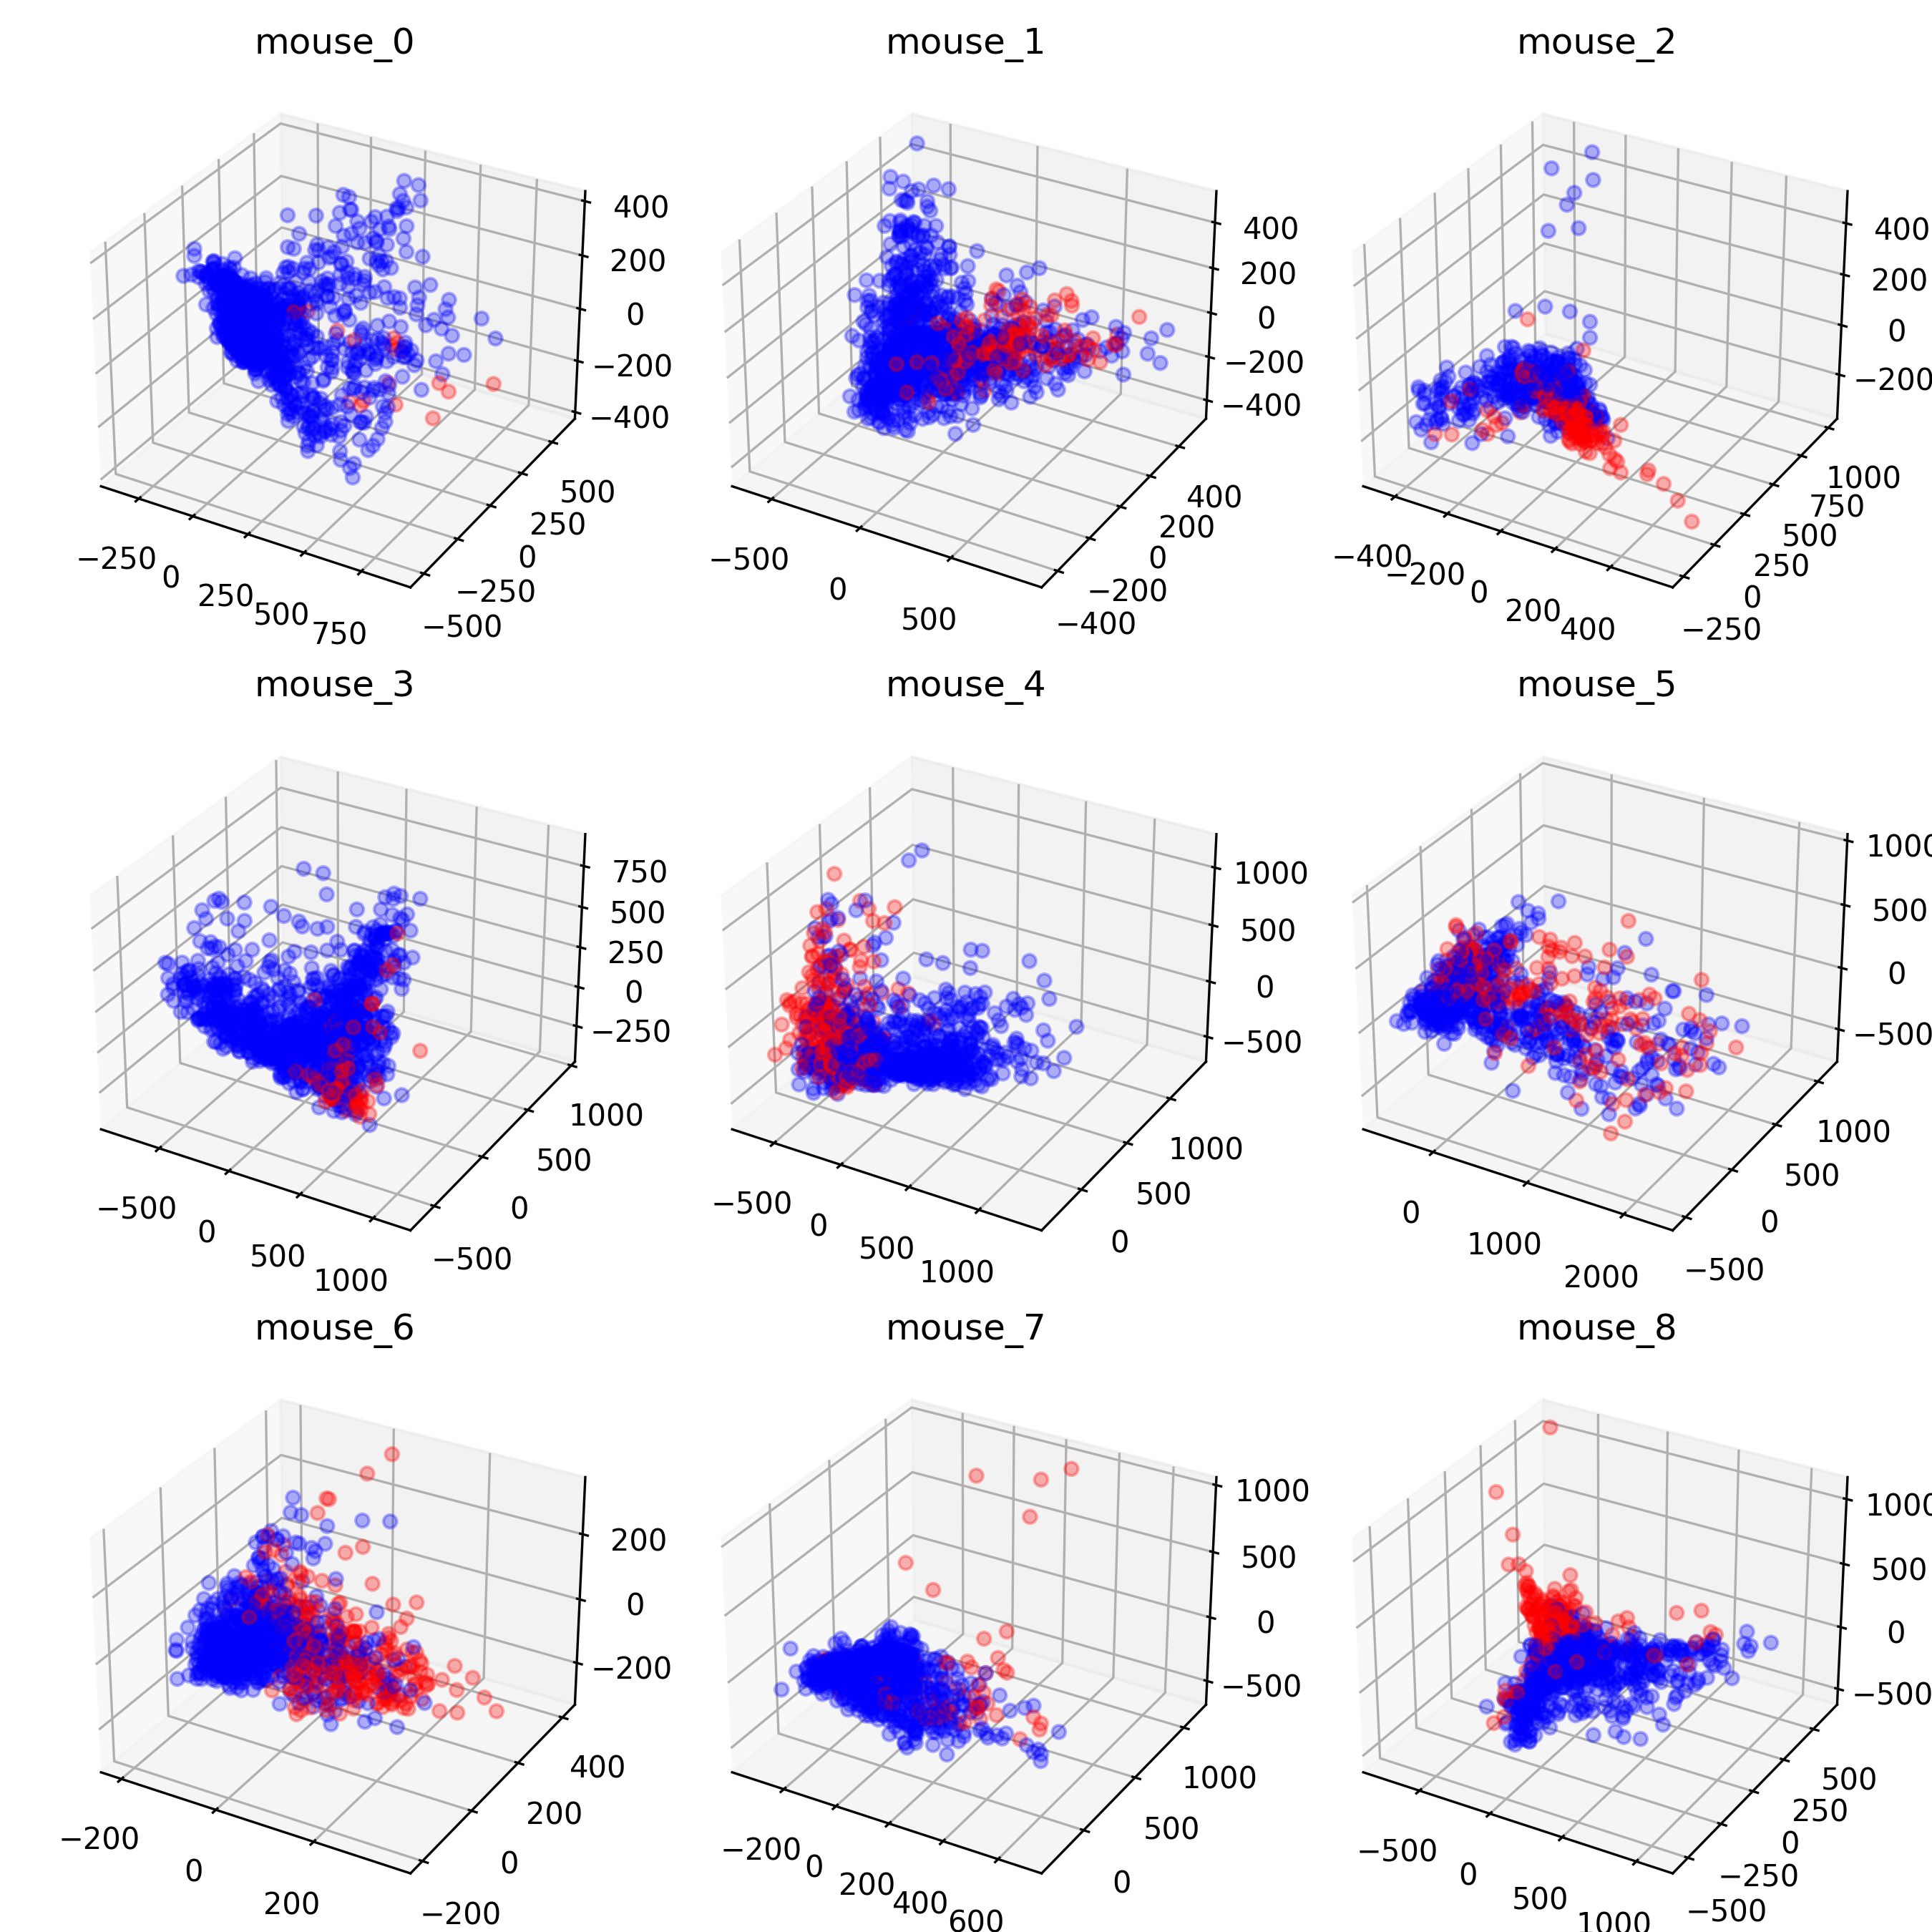 mouse_0 mouse_1 mouse_2
400 200 0 −200 −400
500 250 0 −250 −500
−250 0 250 500 750
400 200 0 −200 −400
400 200 0 −200 −400
−500 0 500
400 200 0 −200
1000 750 500 250 0 −250
−400 −200 0 200 400
mouse_3 mouse_4 mouse_5
750 500 250 0 −250
1000 500 0 −500
−500 0 500 1000
1000 500 0 −500
1000 500 0
−500 0 500 1000
1000 500 0 −500
1000 500 0 −500
0 1000 2000
mouse_6 mouse_7 mouse_8
200 0 −200
400 200 0 −200
−200 0 200
1000 500 0 −500
1000 500 0
−200 0 200 400 600
1000 500 0 −500
500 250 0 −250 −500
−500 0 500 1000